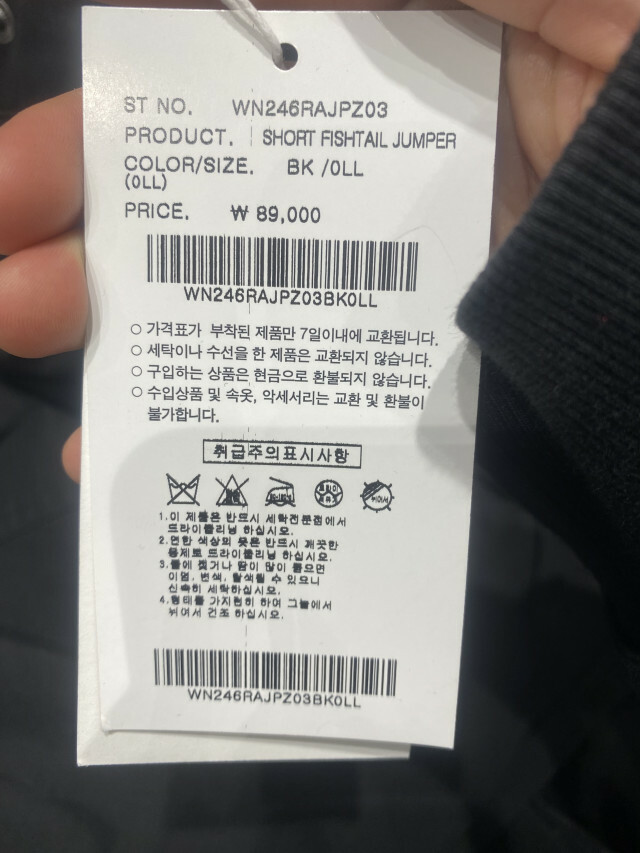 ST NO. WN246RAJPZ03
PRODUCT. SHORT FISHTAIL JUMPER
COLOR/SIZE. BK /0LL
(0LL)
PRICE. ₩ 89,000
WN246RAJPZ03BK0LL
○ 가격표가 부착된 제품만 7일이내에 교환됩니다.
○ 세탁이나 수선을 한 제품은 교환되지 않습니다.
○ 구입하는 상품은 현금으로 환불되지 않습니다.
○ 수입상품 및 속옷, 악세서리는 교환 및 환불이
불가합니다.
취급주의표시사항
드라이
뉘어서
1.이 제품은 반드시 세탁전문점에서
드라이클리닝 하십시오.
2.연한 색상의 옷은 반드시 깨끗한
용제로 드라이클리닝 하십시오.
3.물에 젖거나 땀이 많이 묻으면
이염, 변색, 탈색될 수 있으니
신속히 세탁하십시오.
4.형태를 가지런히 하여 그늘에서
뉘어서 건조 하십시오.
WN246RAJPZ03BK0LL